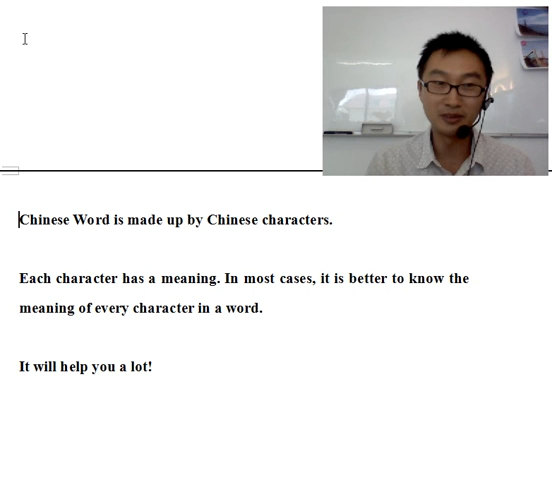 Chinese Word is made up by Chinese characters.
Each character has a meaning. In most cases, it is better to know the
meaning of every character in a word.
It will help you a lot!